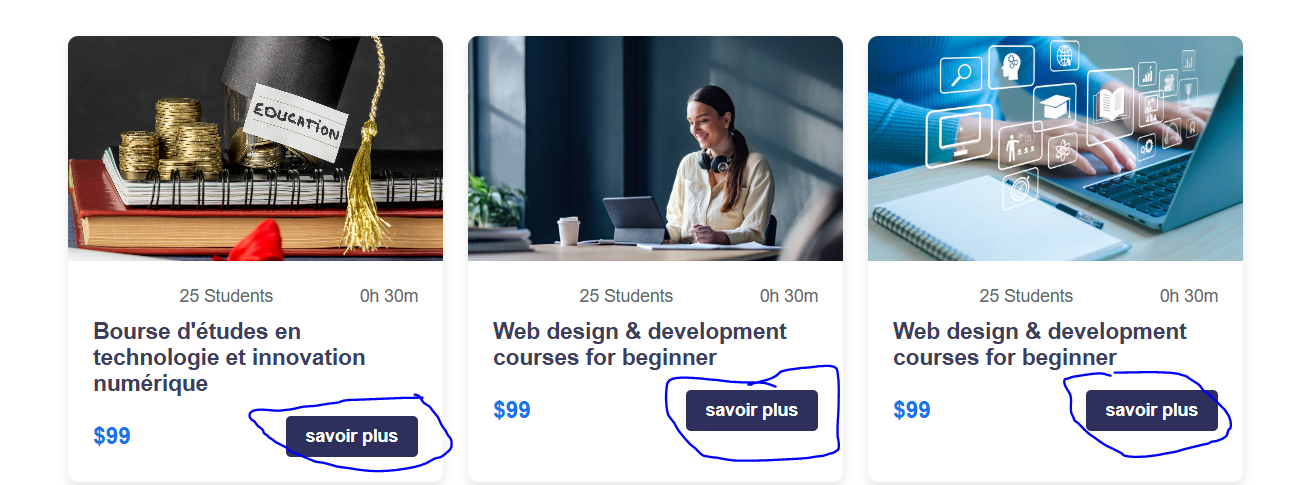 EDUCATION
25 Students 0h 30m
Bourse d'études en
technologie et innovation
numérique
$99 savoir plus
25 Students 0h 30m
Web design & development
courses for beginner
$99 savoir plus
25 Students 0h 30m
Web design & development
courses for beginner
$99 savoir plus